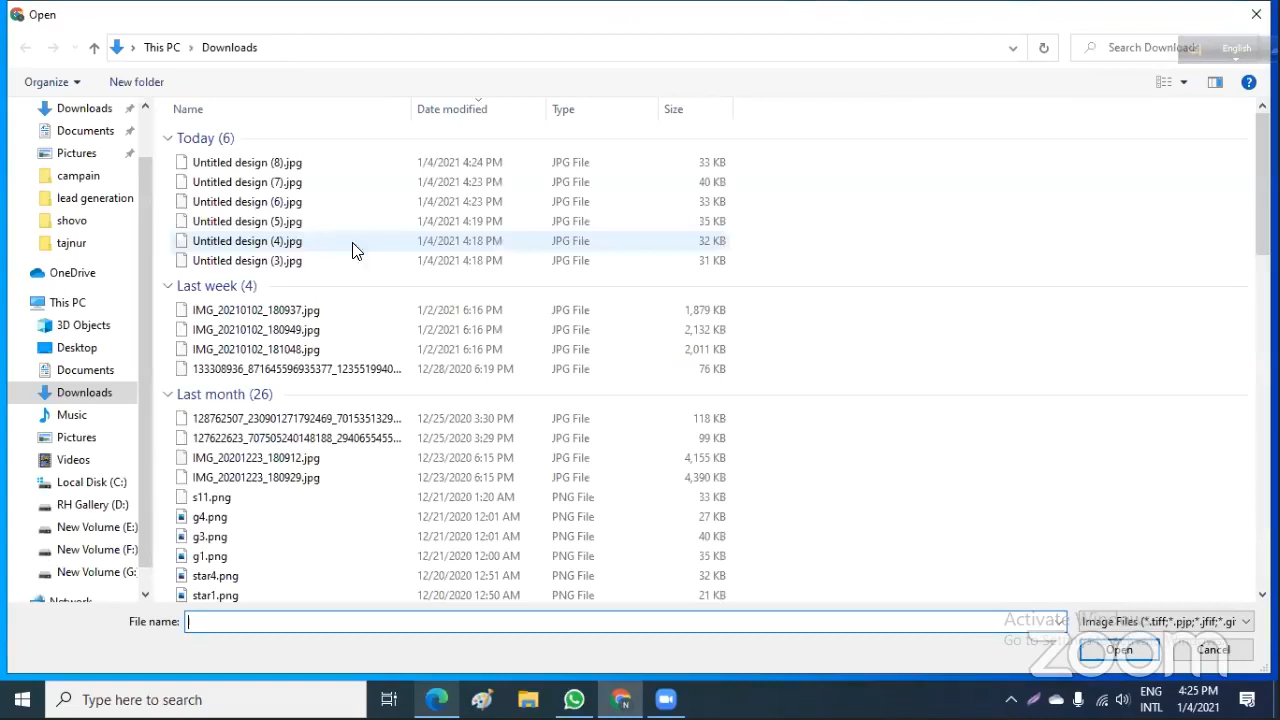 Open
This PC > Downloads
Search Downloads
English
Organize
New folder
Downloads
Documents
Pictures
campain
lead generation
shovo
tajnur
OneDrive
This PC
3D Objects
Desktop
Documents
Downloads
Music
Pictures
Videos
Local Disk (C:)
RH Gallery (D:)
New Volume (E:)
New Volume (F:)
New Volume (G:
Network
Name Date modified Type Size
Today (6)
Untitled design (8).jpg 1/4/2021 4:24 PM JPG File 33 KB
Untitled design (7).jpg 1/4/2021 4:23 PM JPG File 40 KB
Untitled design (6).jpg 1/4/2021 4:23 PM JPG File 33 KB
Untitled design (5).jpg 1/4/2021 4:19 PM JPG File 35 KB
Untitled design (4).jpg 1/4/2021 4:18 PM JPG File 32 KB
Untitled design (3).jpg 1/4/2021 4:18 PM JPG File 31 KB
Last week (4)
IMG_20210102_180937.jpg 1/2/2021 6:16 PM JPG File 1,879 KB
IMG_20210102_180949.jpg 1/2/2021 6:16 PM JPG File 2,132 KB
IMG_20210102_181048.jpg 1/2/2021 6:16 PM JPG File 2,011 KB
133308936_871645596935377_1235519940... 12/28/2020 6:19 PM JPG File 76 KB
Last month (26)
128762507_230901271792469_7015351329... 12/25/2020 3:30 PM JPG File 118 KB
127622623_707505240148188_2940655455... 12/25/2020 3:29 PM JPG File 99 KB
IMG_20201223_180912.jpg 12/23/2020 6:15 PM JPG File 4,155 KB
IMG_20201223_180929.jpg 12/23/2020 6:15 PM JPG File 4,390 KB
s11.png 12/21/2020 1:20 AM PNG File 33 KB
g4.png 12/21/2020 12:01 AM PNG File 27 KB
g3.png 12/21/2020 12:01 AM PNG File 40 KB
g1.png 12/21/2020 12:00 AM PNG File 35 KB
star4.png 12/20/2020 12:51 AM PNG File 32 KB
star1.png 12/20/2020 12:50 AM PNG File 21 KB
File name:
Image Files (*.tiff;*.pjp;*.jfif;*.gi
Activate
Go to
Open
Cancel
zoom
Type here to search
ENG
INTL
4:25 PM
1/4/2021